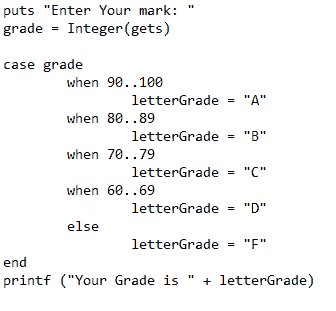 puts "Enter Your mark: "
grade = Integer(gets)
case grade
when 90..100
letterGrade = "A"
when 80..89
letterGrade = "B"
when 70..79
letterGrade = "C"
when 60..69
letterGrade = "D"
else
letterGrade = "F"
end
printf ("Your Grade is " + letterGrade)